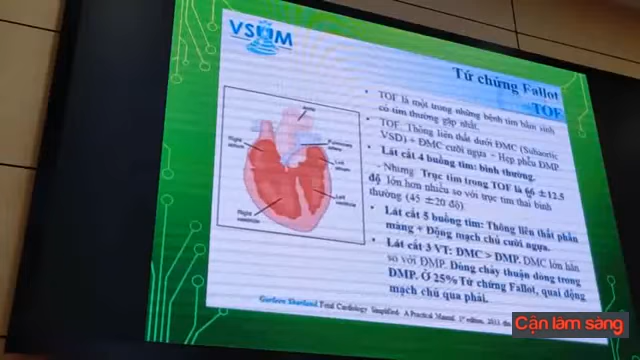 VSUM
Tứ chứng Fallot
TOF
• TOF là một trong những bệnh tim bẩm sinh
có tím thường gặp nhất.
• TOF: Thông liên thất dưới ĐMC (Subaortic
VSD) + ĐMC cưỡi ngựa + Hẹp phễu ĐMP
• Lát cắt 4 buồng tim: bình thường.
- Nhưng Trục tim trong TOF là 66 ± 12.5
độ lớn hơn nhiều so với trục tim thai bình
thường (45 ± 20 độ)
• Lát cắt 5 buồng tim: Thông liên thất phần
màng + Động mạch chủ cưỡi ngựa.
• Lát cắt 3 VT: ĐMC > ĐMP. ĐMC lớn hơn
so với ĐMP. Dòng chảy thuận dòng trong
ĐMP. Ở 25% Tứ chứng Fallot, quai động
mạch chủ qua phải.
Aorta
Pulmonary
artery
Right
Left
atrium
Left
ventricle
Right
ventricle
Gurleen Sharland. Fetal Cardiology Simplified- A Practical Manual. 1st edition, 2013
Cận lâm sàng